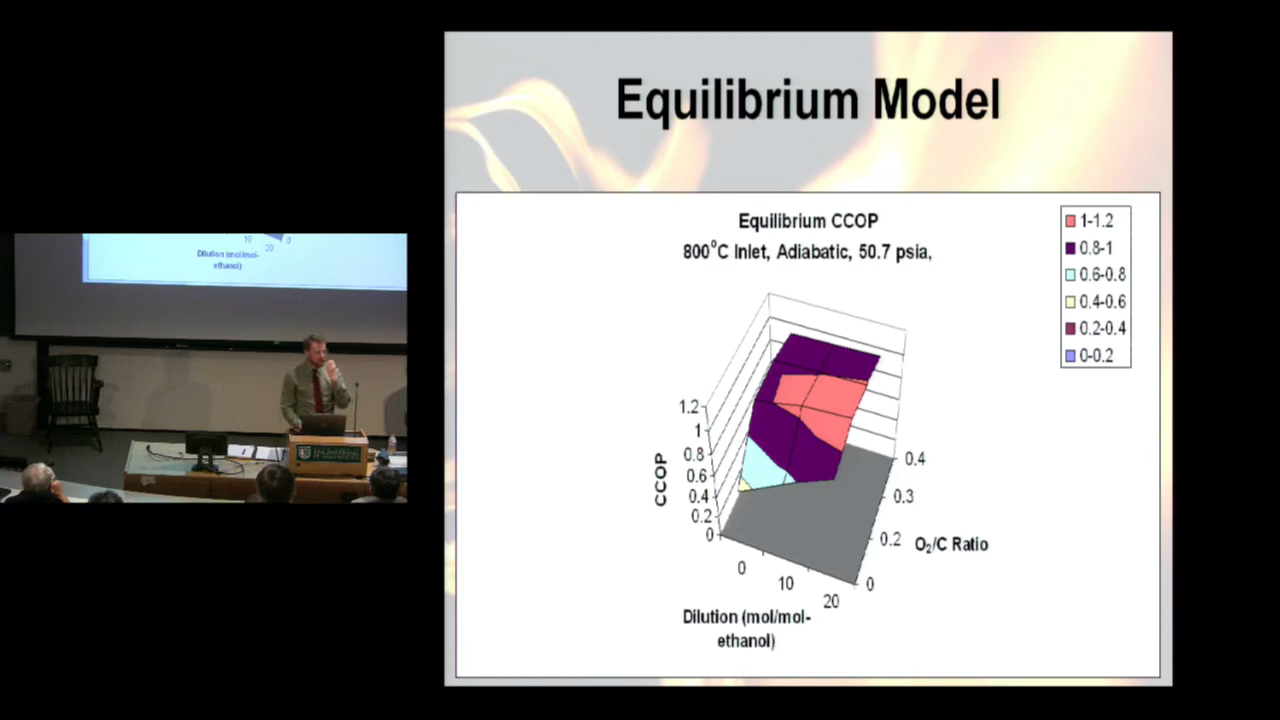 Equilibrium Model
Equilibrium CCOP
800°C Inlet, Adiabatic, 50.7 psia,
1-1.2
0.8-1
0.6-0.8
0.4-0.6
0.2-0.4
0-0.2
1.2
1
0.8
0.6
0.4
0.2
0
CCOP
0
10
20
Dilution (mol/mol-
ethanol)
0.4
0.3
0.2
0
O₂/C Ratio
10
20
0
Dilution (mol/mol-
ethanol)